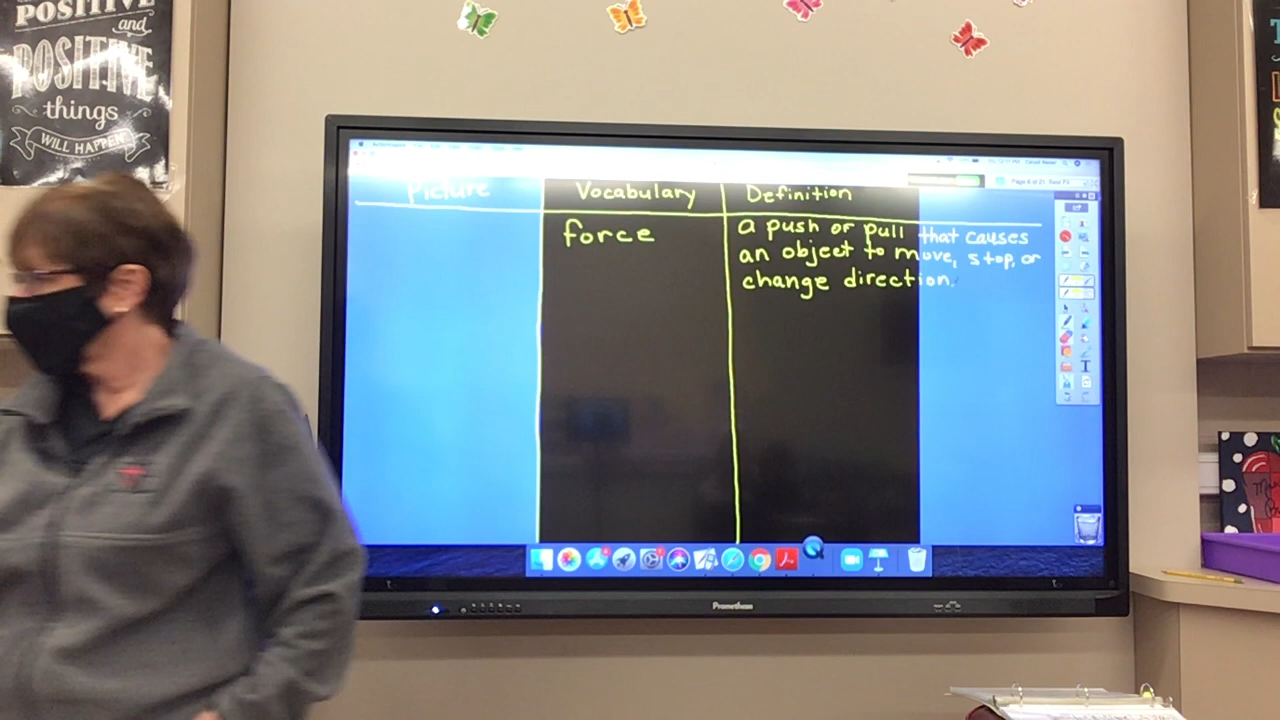 POSITIVE
and
POSITIVE
things
WILL HAPPEN
Picture
Vocabulary
Definition
force
a push or pull that causes
an object to move, stop, or
change direction.
Promethean